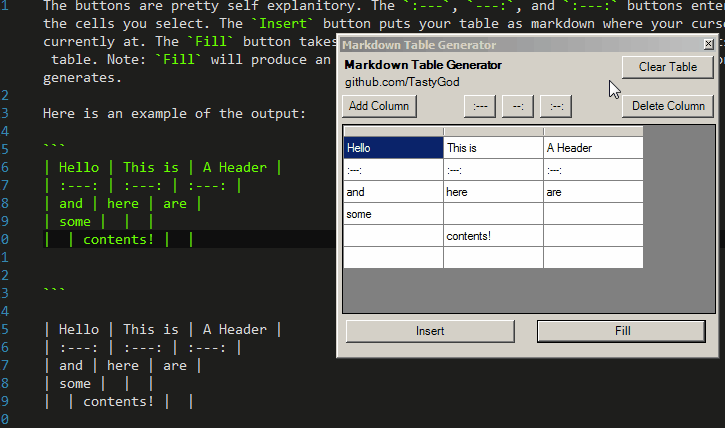 1 The buttons are pretty self explanitory. The `:---`, `---:`, and `:---:` buttons enter
the cells you select. The `Insert` button puts your table as markdown where your
currently at. The `Fill` button takes
table. Note: `Fill` will produce an
generates.
2
3 Here is an example of the output:
4
5 ```
6 | Hello | This is | A Header |
7 | :---: | :---: | :---: |
8 | and | here | are |
9 | some | | |
0 | | contents! | |
1
2
3 ```
4
5 | Hello | This is | A Header |
6 | :---: | :---: | :---: |
7 | and | here | are |
8 | some | | |
9 | | contents! | |
0
Markdown Table Generator
Markdown Table Generator
github.com/TastyGod
Clear Table
Add Column :--- --: :--: Delete Column
Hello This is A Header
:---: :---: :---:
and here are
some
contents!
Insert Fill